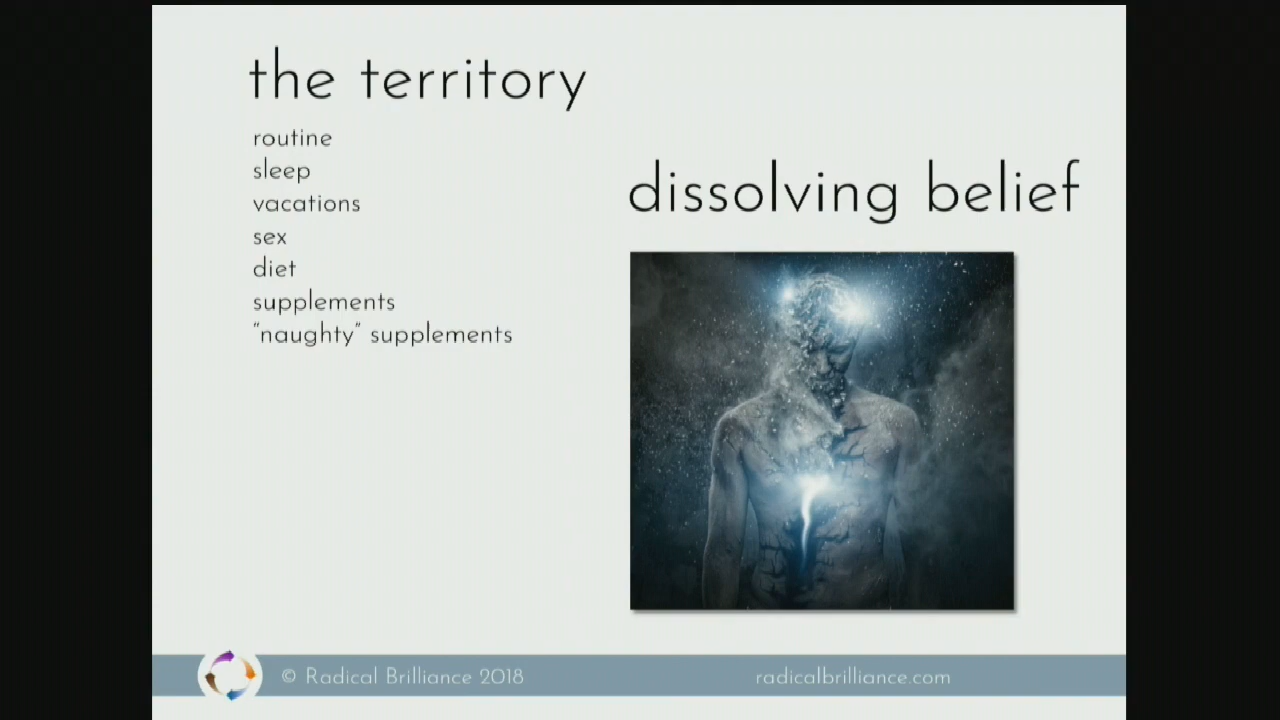 the territory
routine
sleep
vacations
sex
diet
supplements
“naughty” supplements
dissolving belief
© Radical Brilliance 2018
radicalbrilliance.com